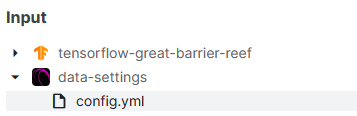 Input
tensorflow-great-barrier-reef
data-settings
config.yml